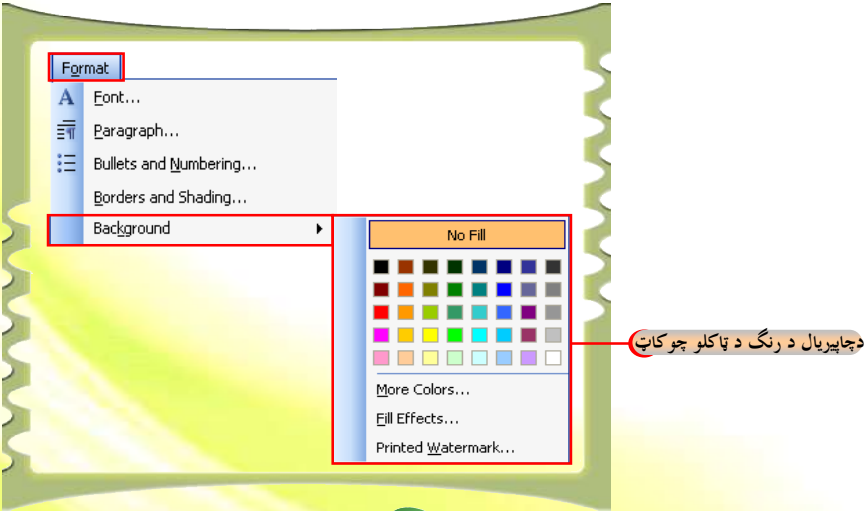 Format
Font...
Paragraph...
Bullets and Numbering...
Borders and Shading...
Background
No Fill
More Colors...
Fill Effects...
Printed Watermark...
دچاپیریال د رنگ د ټاکلو چوکاټ